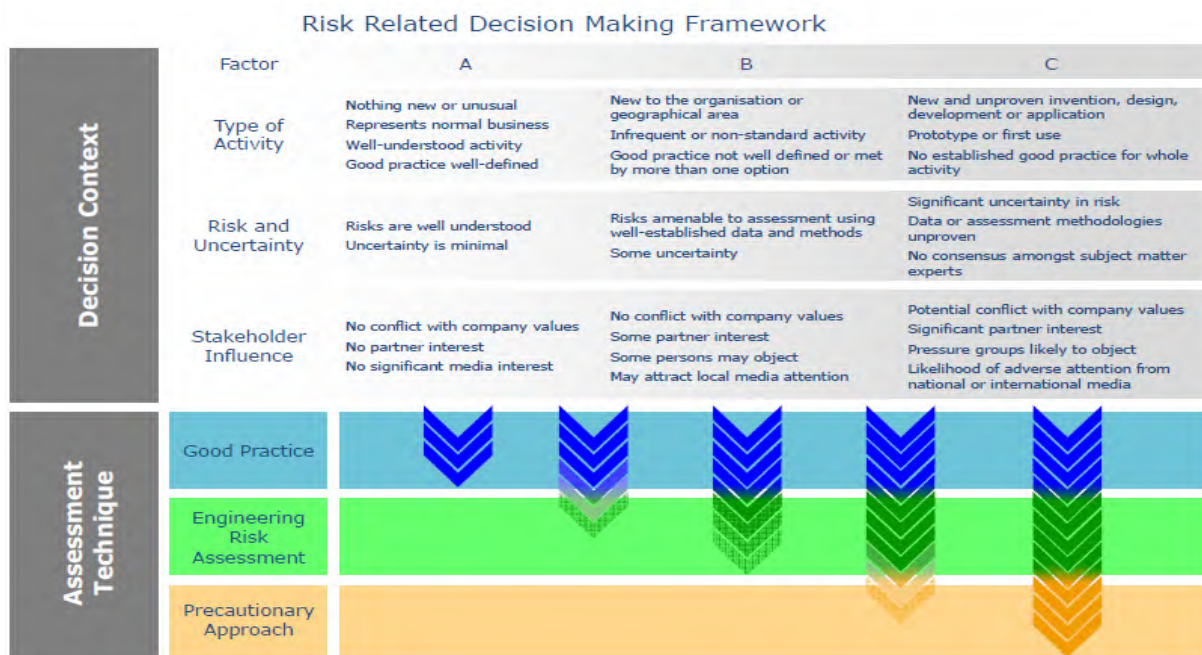 Risk Related Decision Making Framework
Decision Context
Factor
A
B
C
Type of
Activity
Nothing new or unusual
Represents normal business
Well-understood activity
Good practice well-defined
New to the organisation or
geographical area
Infrequent or non-standard activity
Good practice not well defined or met
by more than one option
New and unproven invention, design,
development or application
Prototype or first use
No established good practice for whole
activity
Risk and
Uncertainty
Risks are well understood
Uncertainty is minimal
Risks amenable to assessment using
well-established data and methods
Some uncertainty
Significant uncertainty in risk
Data or assessment methodologies
unproven
No consensus amongst subject matter
experts
Stakeholder
Influence
No conflict with company values
No partner interest
No significant media interest
No conflict with company values
Some partner interest
Some persons may object
May attract local media attention
Potential conflict with company values
Significant partner interest
Pressure groups likely to object
Likelihood of adverse attention from
national or international media
Assessment
Technique
Good Practice
Engineering
Risk
Assessment
Precautionary
Approach